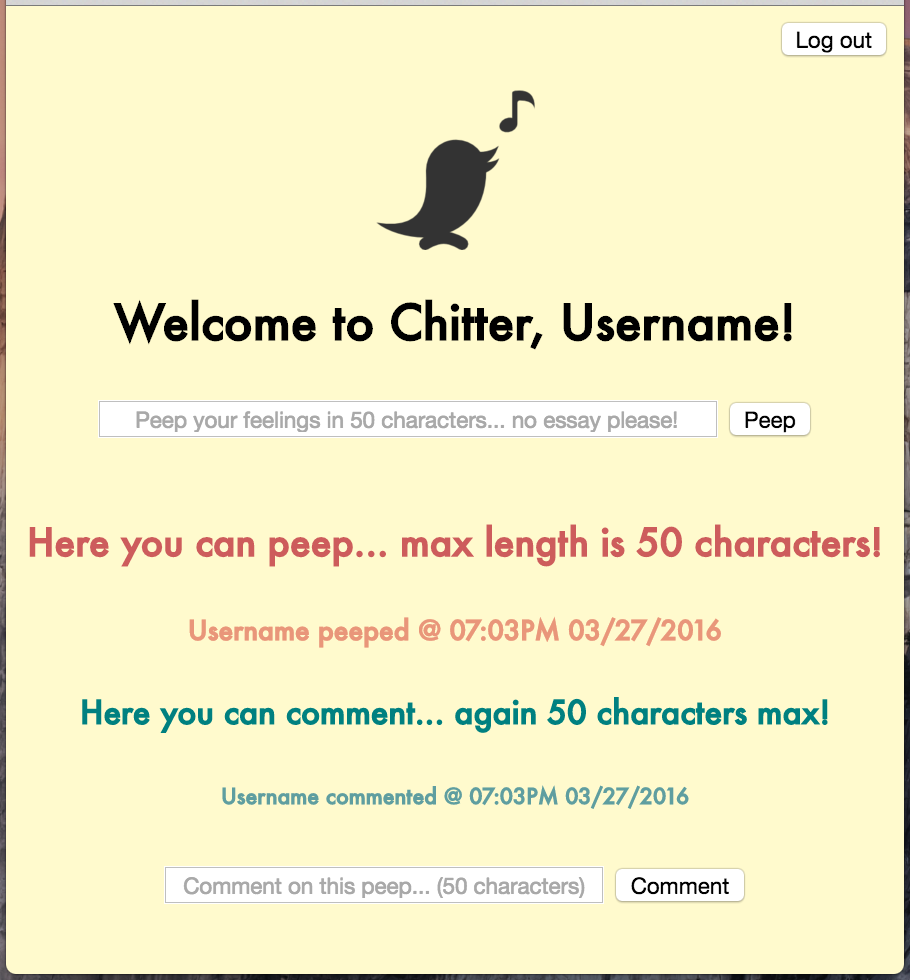 Log out
Welcome to Chitter, Username!
Peep your feelings in 50 characters... no essay please! Peep
Here you can peep... max length is 50 characters!
Username peeped @ 07:03PM 03/27/2016
Here you can comment... again 50 characters max!
Username commented @ 07:03PM 03/27/2016
Comment on this peep... (50 characters) Comment